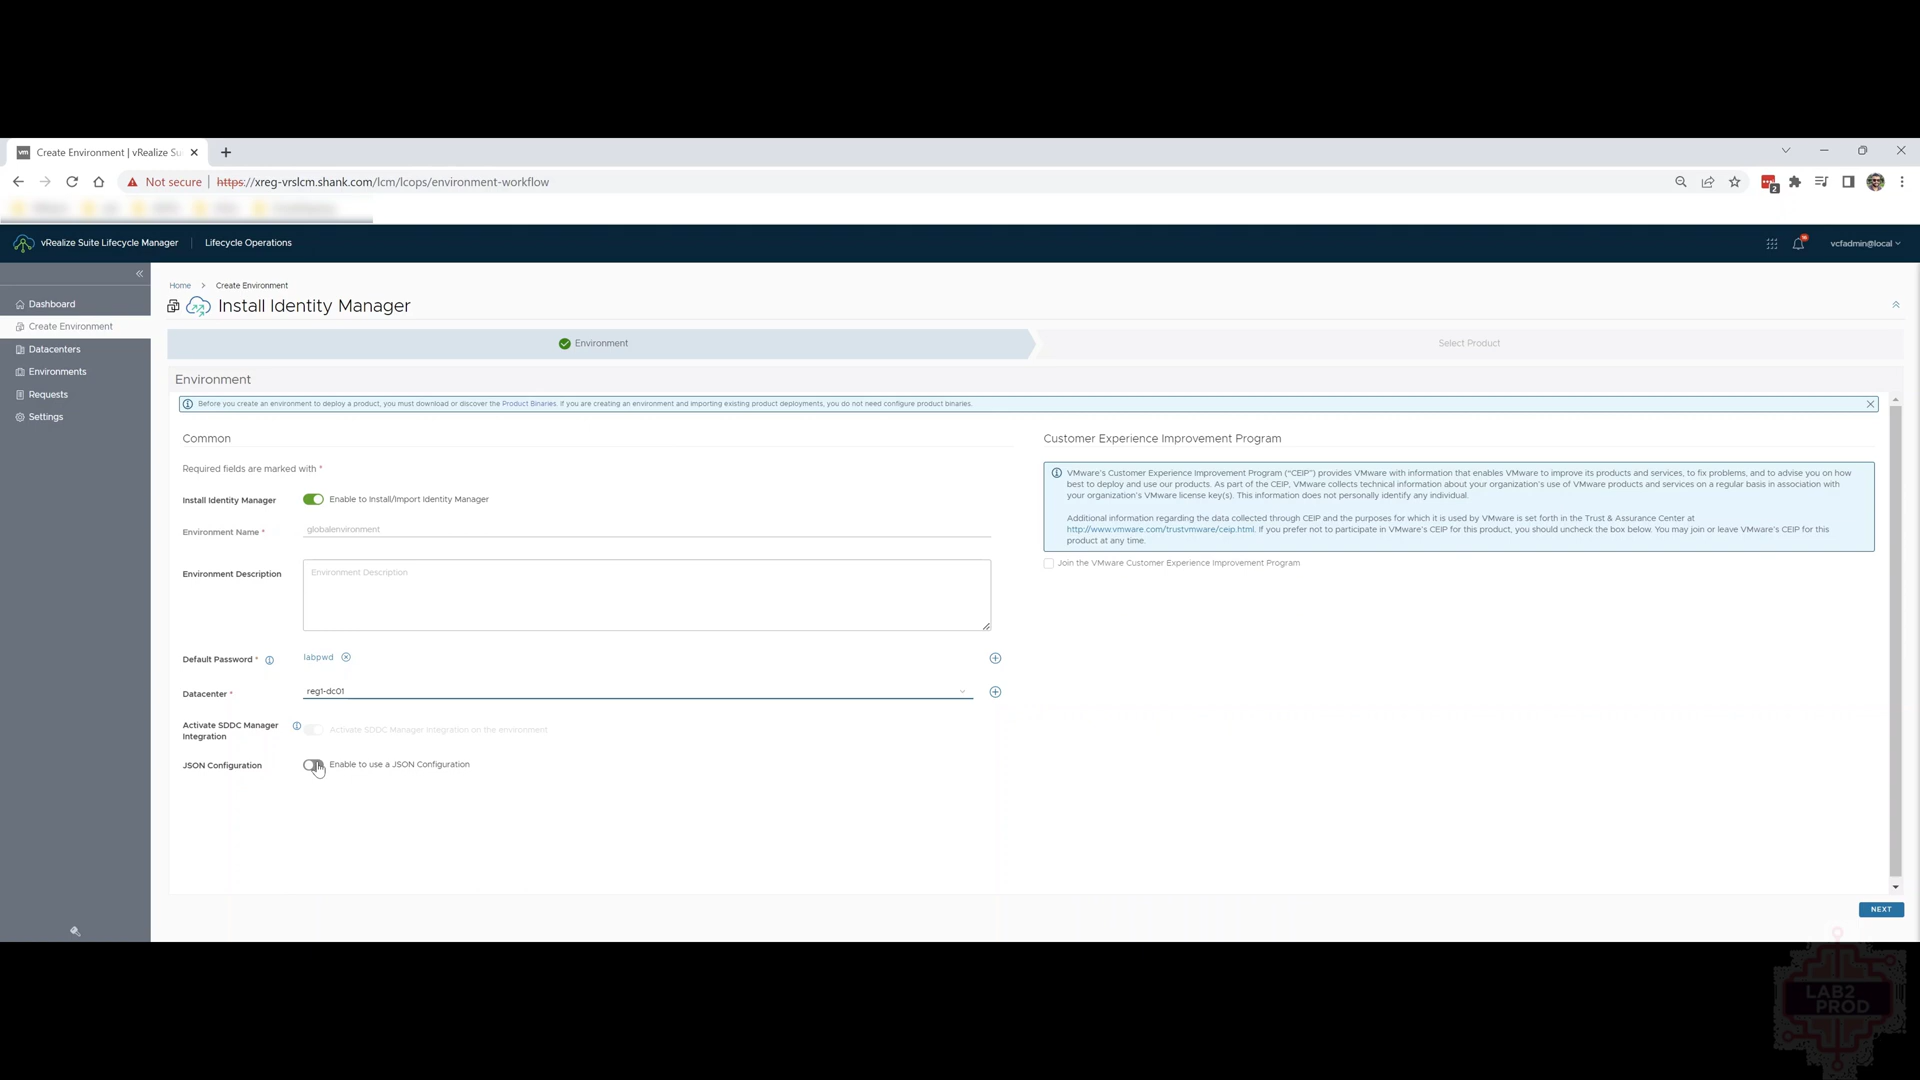 vm Create Environment | vRealize Su
Not secure | https://xreg-vrslcm.shank.com/lcm/lcops/environment-workflow
2
vRealize Suite Lifecycle Manager
Lifecycle Operations
vcfadmin@local
Dashboard
Create Environment
Datacenters
Environments
Requests
Settings
Home > Create Environment
Install Identity Manager
Environment
Select Product
Environment
Before you create an environment to deploy a product, you must download or discover the Product Binaries. If you are creating an environment and importing existing product deployments, you do not need configure product binaries.
Common
Required fields are marked with *
Install Identity Manager
Enable to Install/Import Identity Manager
Environment Name *
globalenvironment
Environment Description
Environment Description
Default Password *
labpwd
Datacenter *
reg1-dc01
Activate SDDC Manager
Integration
Activate SDDC Manager integration on the environment
JSON Configuration
Enable to use a JSON Configuration
Customer Experience Improvement Program
VMware's Customer Experience Improvement Program ("CEIP") provides VMware with information that enables VMware to improve its products and services, to fix problems, and to advise you on how
best to deploy and use our products. As part of the CEIP, VMware collects technical information about your organization's use of VMware products and services on a regular basis in association with
your organization's VMware license key(s). This information does not personally identify any individual.
Additional information regarding the data collected through CEIP and the purposes for which it is used by VMware is set forth in the Trust & Assurance Center at
http://www.vmware.com/trustvmware/ceip.html. If you prefer not to participate in VMware's CEIP for this product, you should uncheck the box below. You may join or leave VMware's CEIP for this
product at any time.
Join the VMware Customer Experience Improvement Program
NEXT
LAB2
PROD